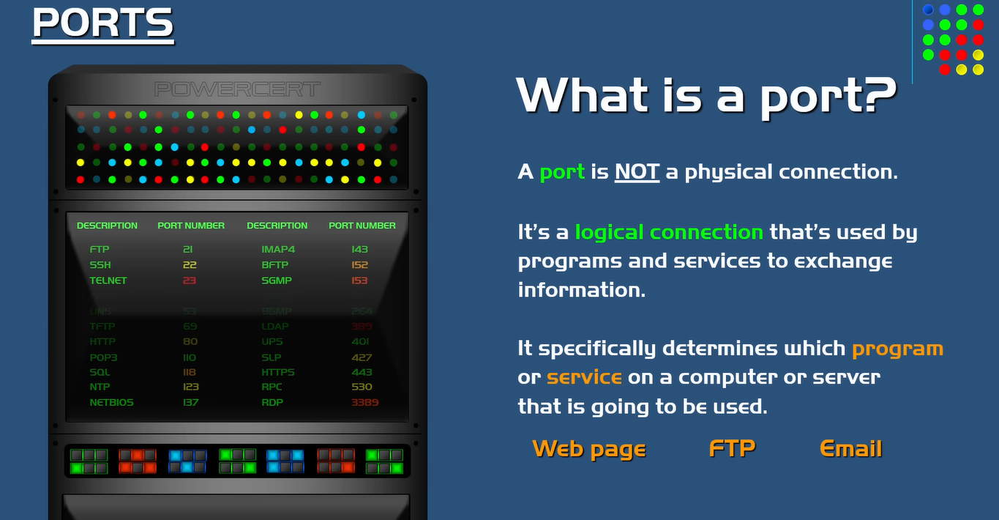 PORTS
POWERCERT
DESCRIPTION PORT NUMBER DESCRIPTION PORT NUMBER
FTP 21 IMAP4 143
SSH 22 BFTP 152
TELNET 23 SGMP 153
DNS 53 BGMP 264
TFTP 69 LDAP 389
HTTP 80 UPS 401
POP3 110 SLP 427
SQL 118 HTTPS 443
NTP 123 RPC 530
NETBIOS 137 RDP 3389
What is a port?
A port is NOT a physical connection.
It's a logical connection that's used by
programs and services to exchange
information.
It specifically determines which program
or service on a computer or server
that is going to be used.
Web page FTP Email